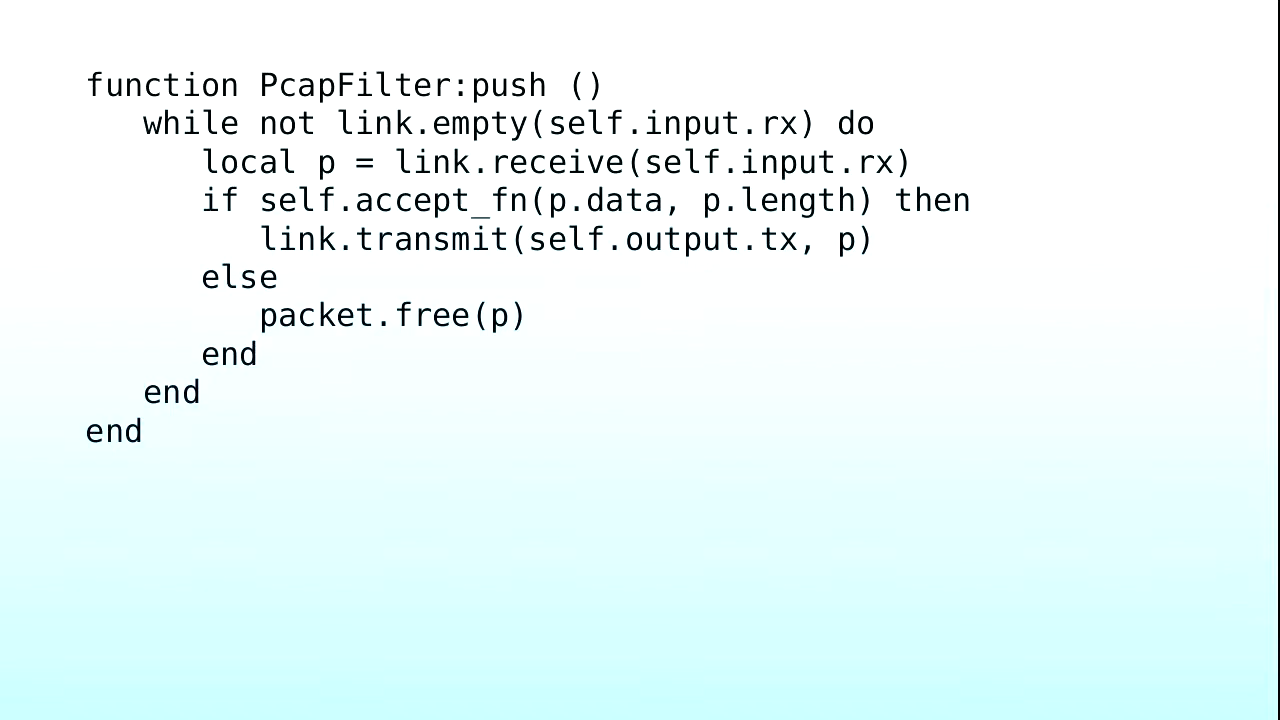 function PcapFilter:push ()
   while not link.empty(self.input.rx) do
      local p = link.receive(self.input.rx)
      if self.accept_fn(p.data, p.length) then
         link.transmit(self.output.tx, p)
      else
         packet.free(p)
      end
   end
end